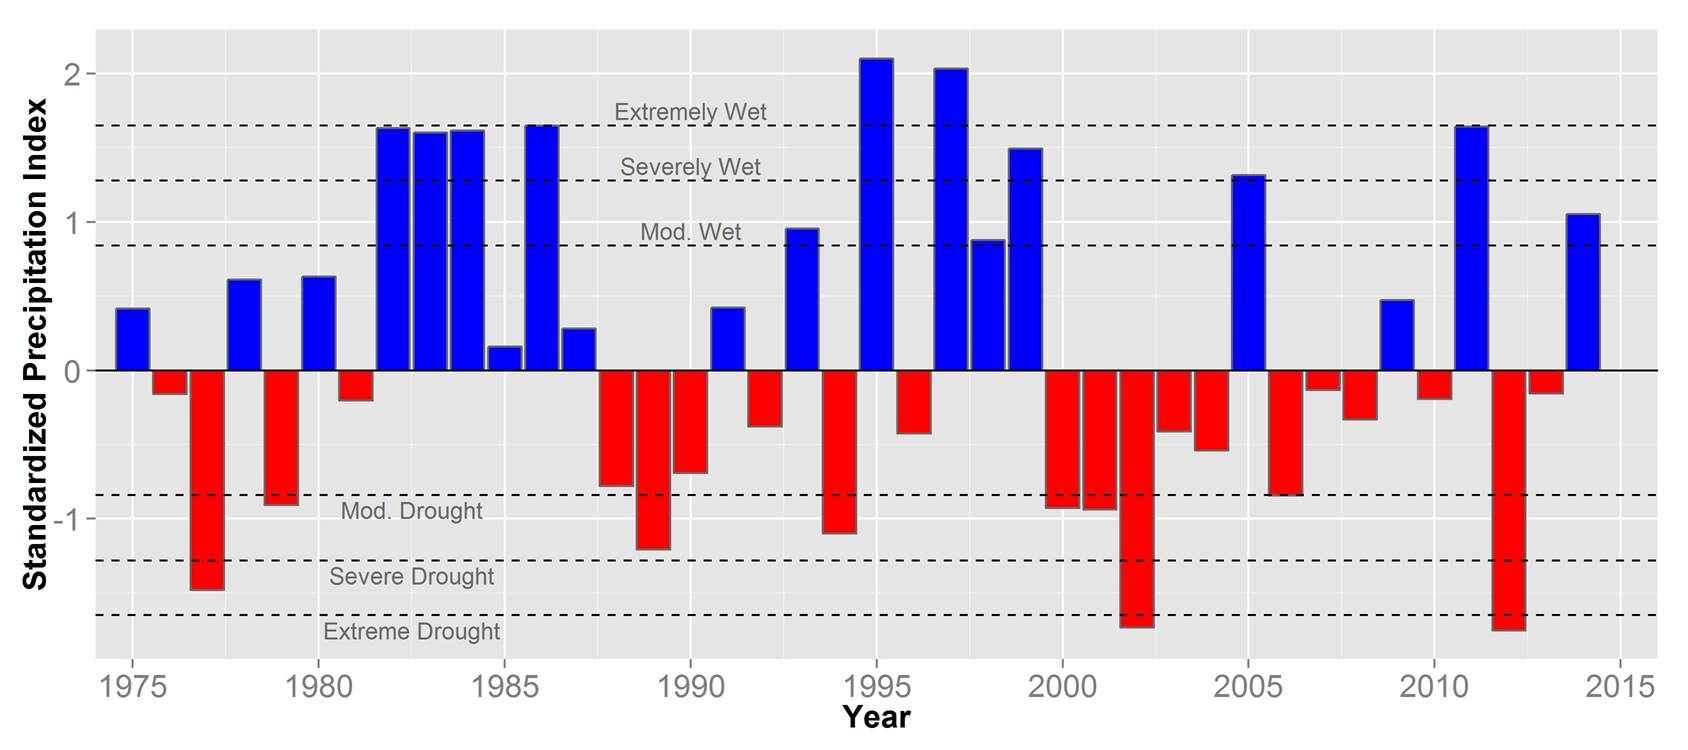 Standardized Precipitation Index
2
1
0
-1
Extremely Wet
Severely Wet
Mod. Wet
Mod. Drought
Severe Drought
Extreme Drought
1975 1980 1985 1990 1995 2000 2005 2010 2015
Year